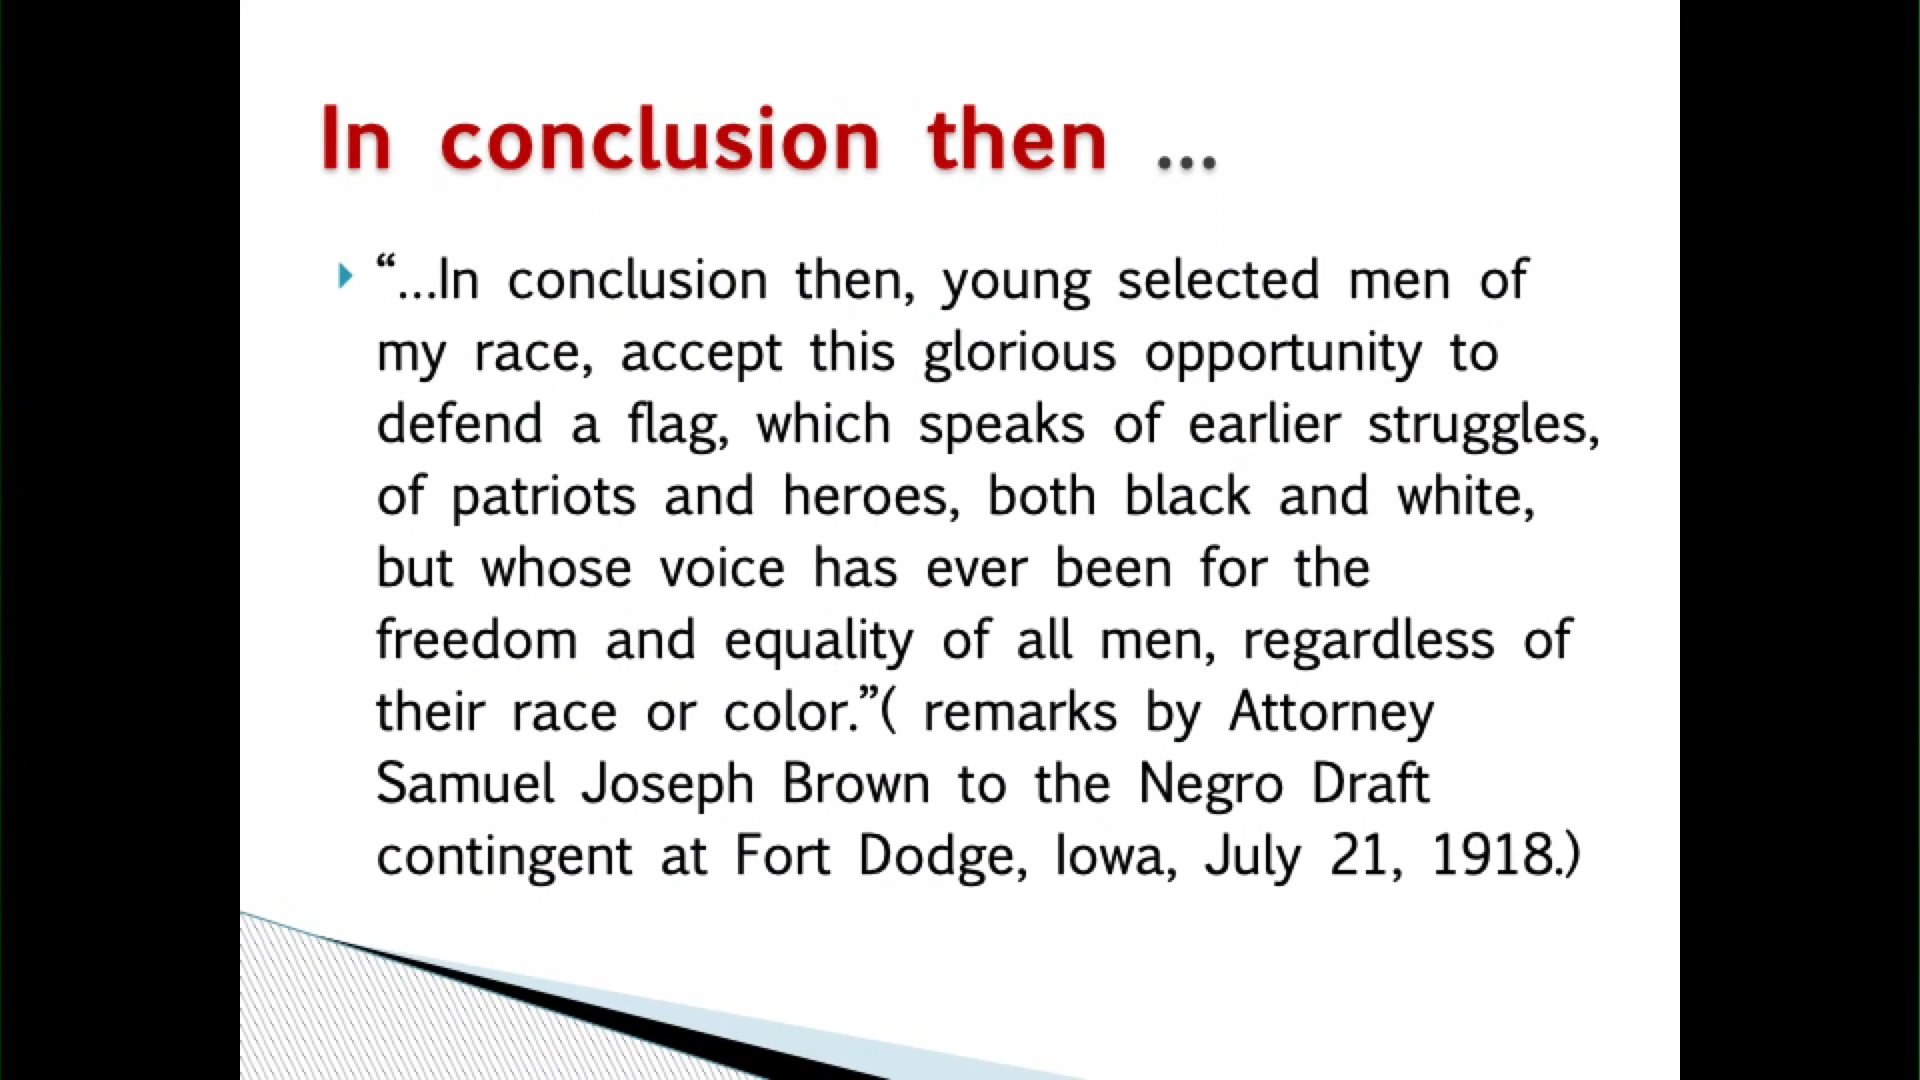 In conclusion then ...
“...In conclusion then, young selected men of
my race, accept this glorious opportunity to
defend a flag, which speaks of earlier struggles,
of patriots and heroes, both black and white,
but whose voice has ever been for the
freedom and equality of all men, regardless of
their race or color.”( remarks by Attorney
Samuel Joseph Brown to the Negro Draft
contingent at Fort Dodge, Iowa, July 21, 1918.)